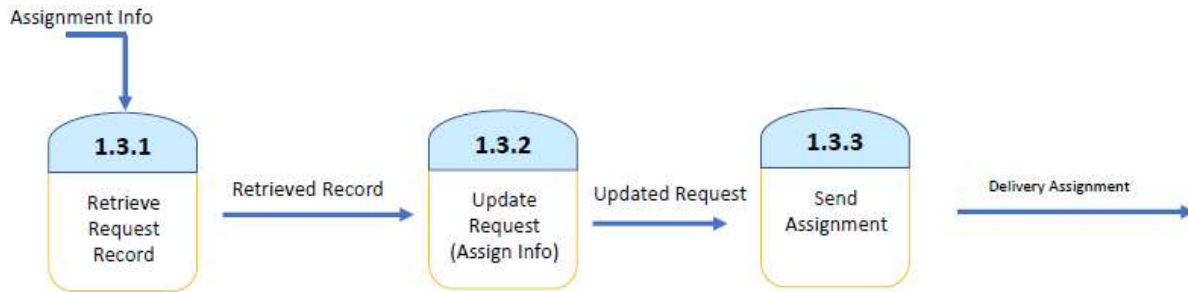 Assignment Info
1.3.1
Retrieve
Request
Record
Retrieved Record
1.3.2
Update
Request
(Assign Info)
Updated Request
1.3.3
Send
Assignment
Delivery Assignment